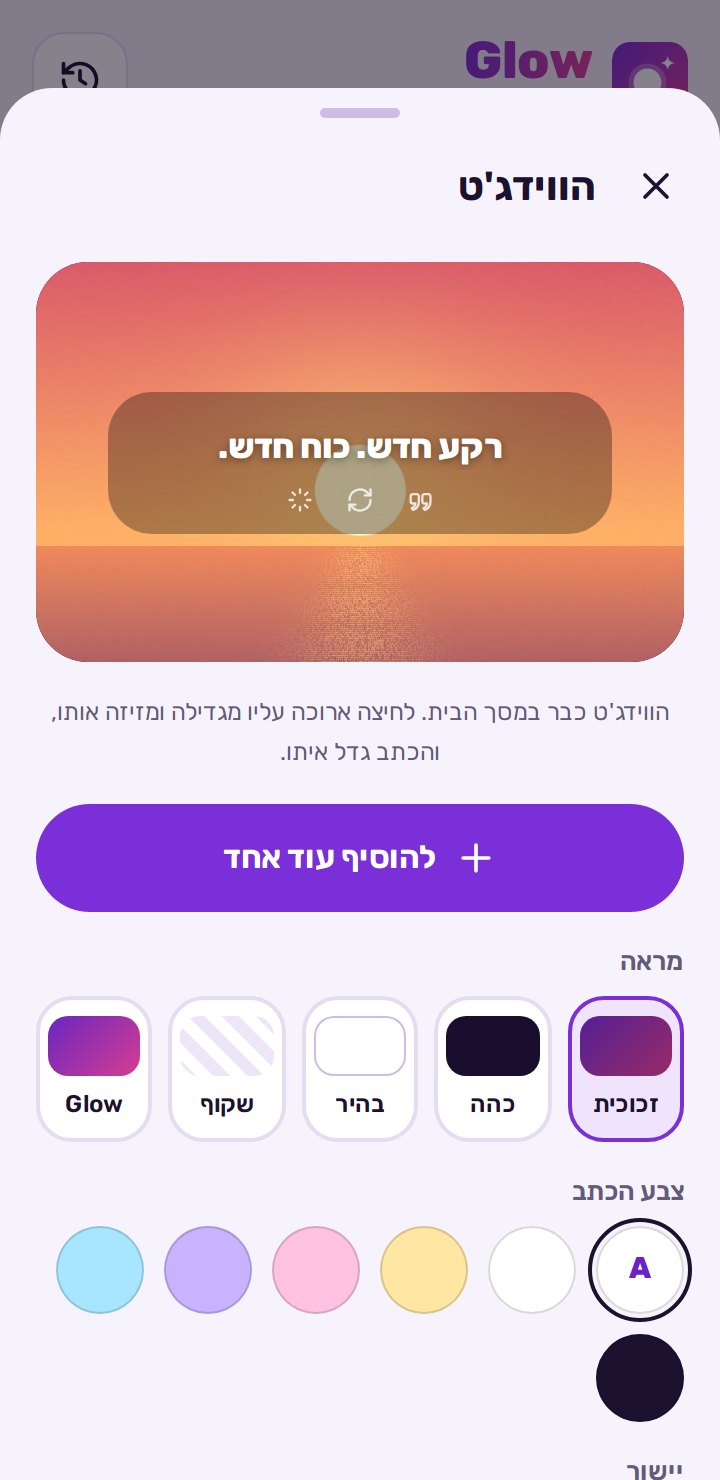 Glow
הווידג'ט
רקע חדש. כוח חדש.
הווידג'ט כבר במסך הבית. לחיצה ארוכה עליו מגדילה ומזיזה אותו,
והכתב גדל איתו.
להוסיף עוד אחד
מראה
זכוכית
כהה
בהיר
שקוף
Glow
צבע הכתב
A
יישור